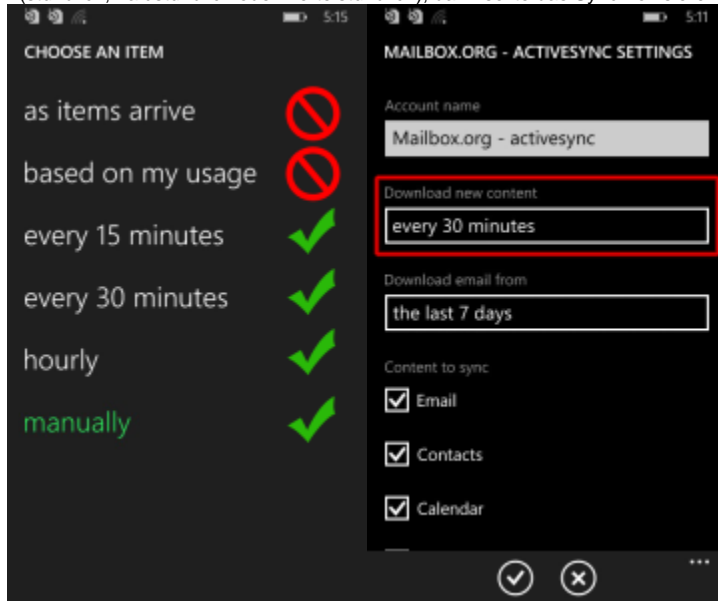 5:15
CHOOSE AN ITEM
as items arrive
based on my usage
every 15 minutes
every 30 minutes
hourly
manually
5:11
MAILBOX.ORG - ACTIVESYNC SETTINGS
Account name
Mailbox.org - activesync
Download new content
every 30 minutes
Download email from
the last 7 days
Content to sync
Email
Contacts
Calendar